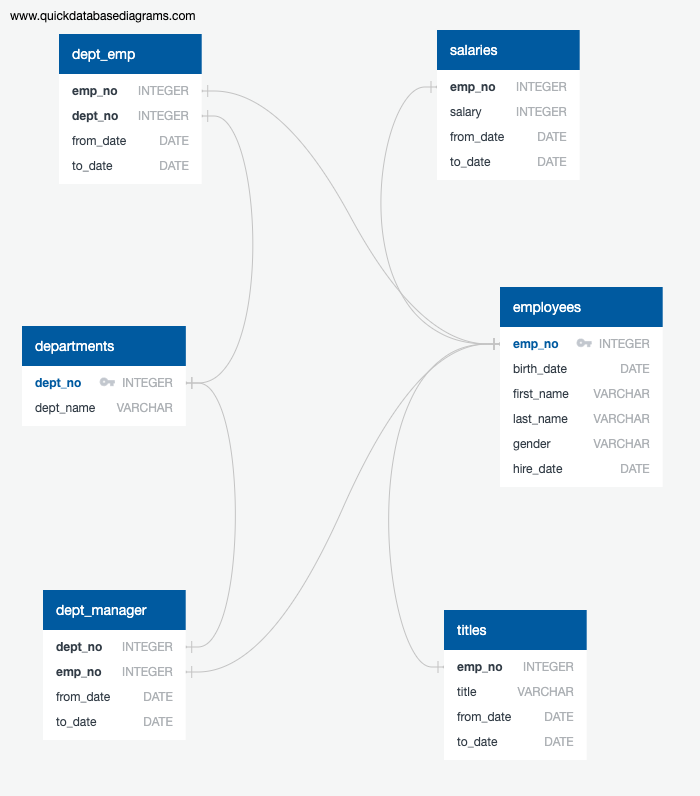 www.quickdatabasediagrams.com
dept_emp
emp_no INTEGER
dept_no INTEGER
from_date DATE
to_date DATE
salaries
emp_no INTEGER
salary INTEGER
from_date DATE
to_date DATE
employees
emp_no INTEGER
birth_date DATE
first_name VARCHAR
last_name VARCHAR
gender VARCHAR
hire_date DATE
departments
dept_no INTEGER
dept_name VARCHAR
dept_manager
dept_no INTEGER
emp_no INTEGER
from_date DATE
to_date DATE
titles
emp_no INTEGER
title VARCHAR
from_date DATE
to_date DATE